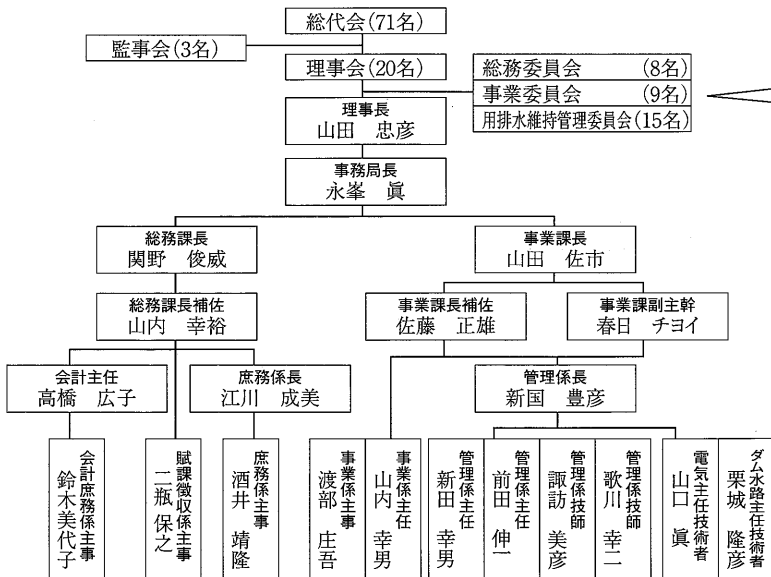 総代会(71名)
監事会(3名)
理事会(20名)
総務委員会 (8名)
事業委員会 (9名)
用排水維持管理委員会(15名)
理事長
山田 忠彦
事務局長
永峯 眞
総務課長
関野 俊威
事業課長
山田 佐市
総務課長補佐
山内 幸裕
事業課長補佐
佐藤 正雄
事業課副主幹
春日 チヨイ
会計主任
高橋 広子
庶務係長
江川 成美
管理係長
新国 豊彦
会計庶務係主事
鈴木美代子
賦課徴収係主事
二瓶 保之
庶務係主事
酒井 靖隆
事業係主事
渡部 庄吾
事業係主任
山内 幸男
管理係主任
新田 幸男
管理係主任
前田 伸一
管理係技師
諏訪 美彦
管理係技師
歌川 幸二
電気主任技術者
山口 眞
ダム水路主任技術者
栗城 隆彦